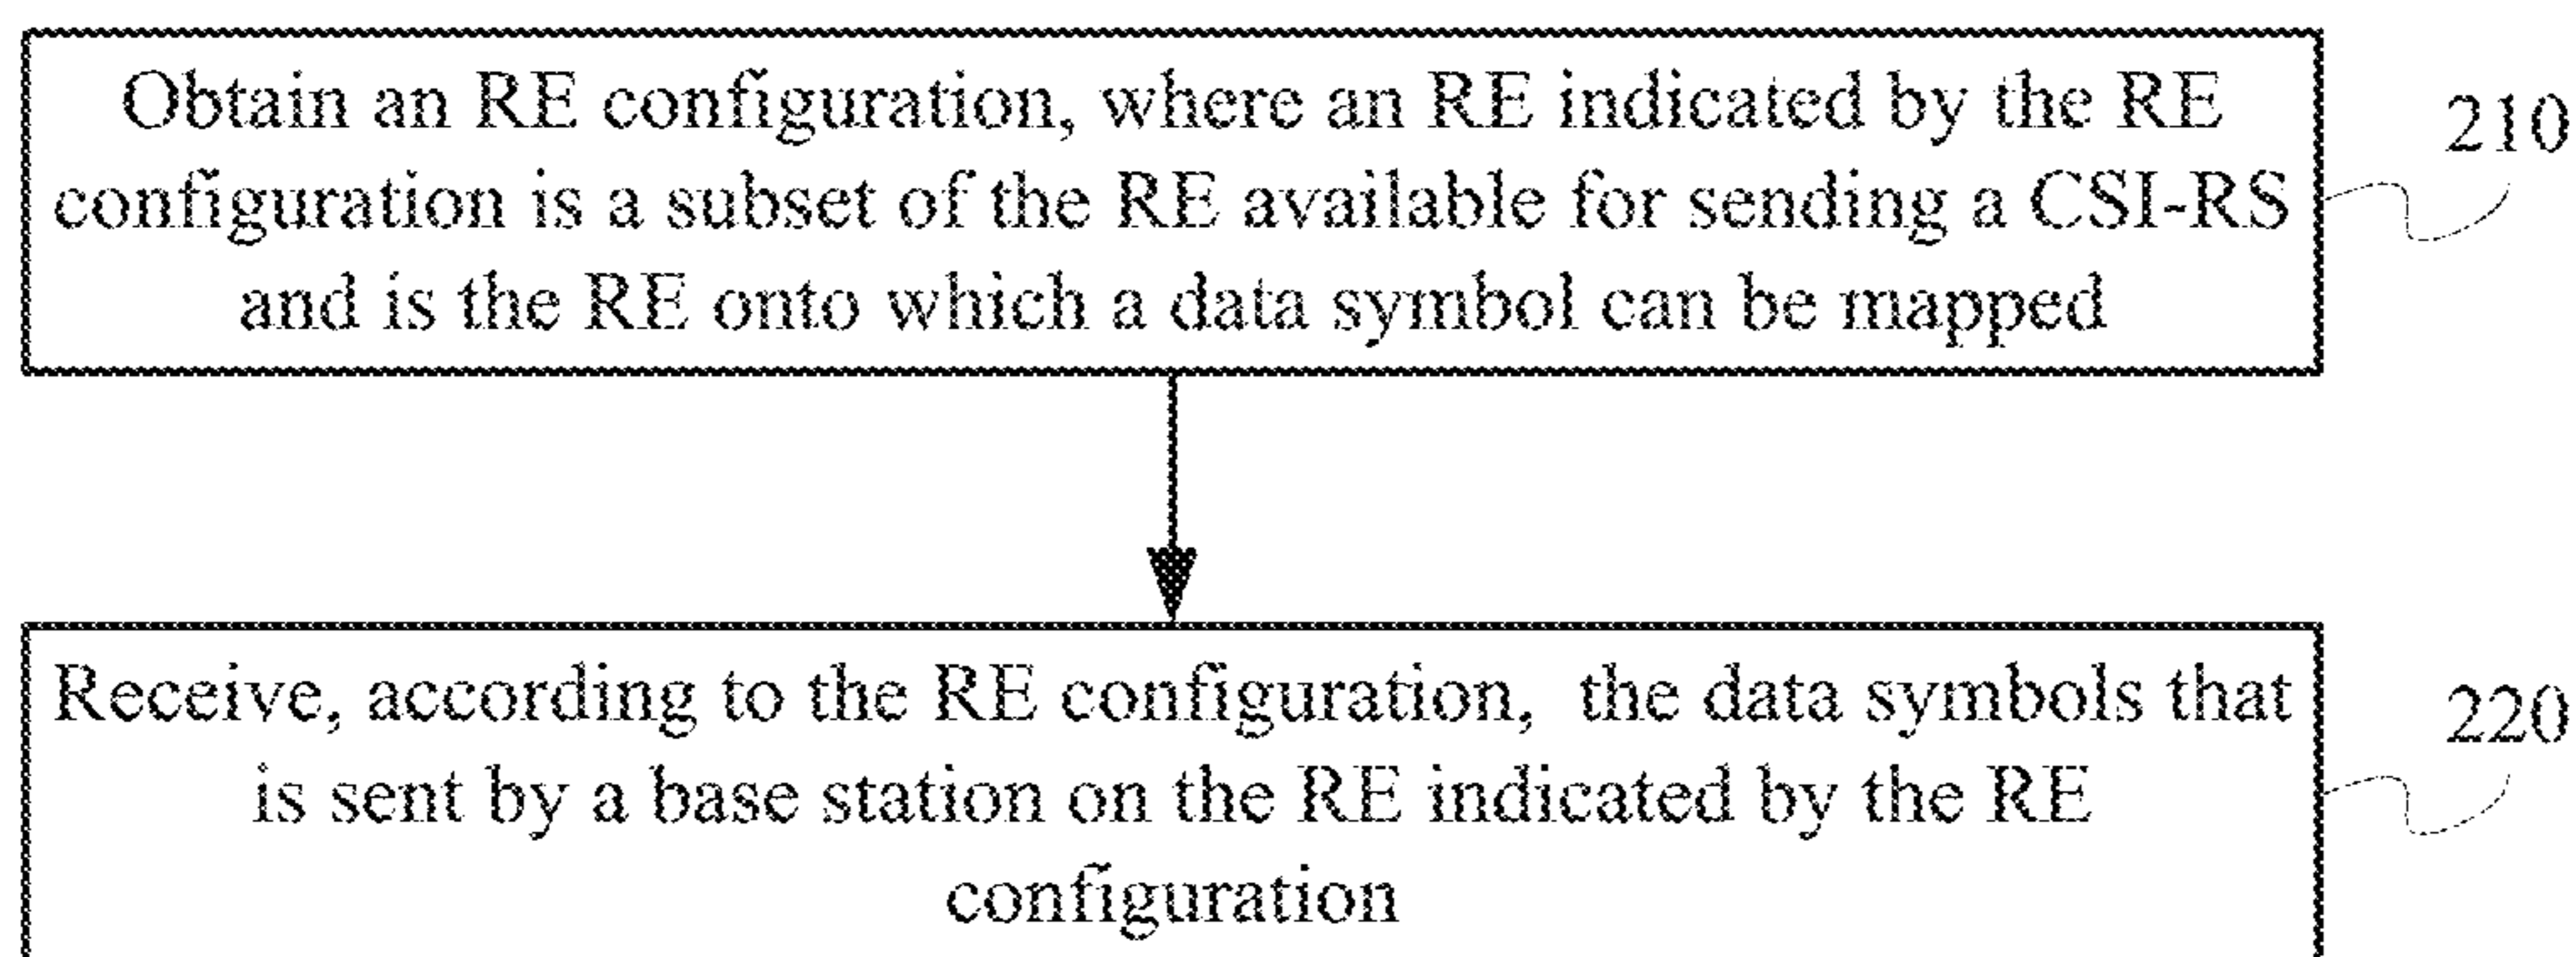 Obtain an RE configuration, where an RE indicated by the RE
configuration is a subset of the RE available for sending a CSI-RS
and is the RE onto which a data symbol can be mapped
210
Receive, according to the RE configuration, the data symbols that
is sent by a base station on the RE indicated by the RE
configuration
220